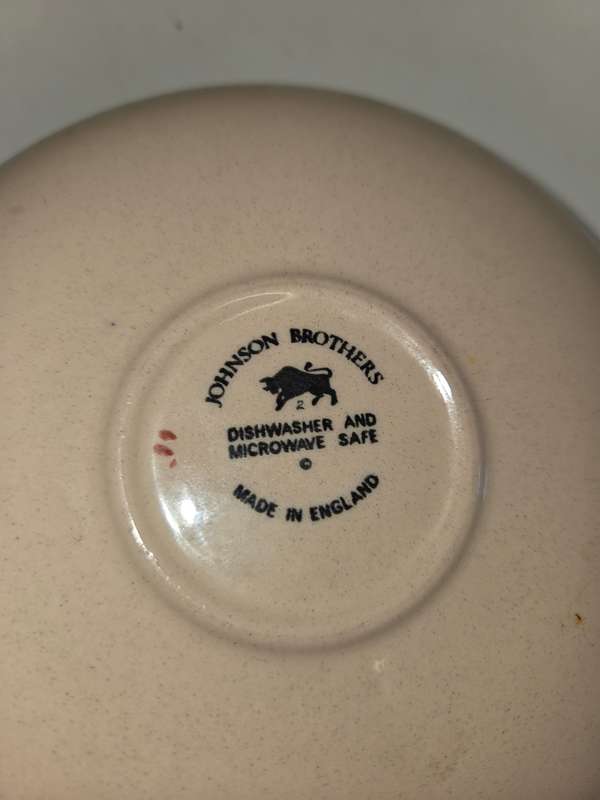 JOHNSON BROTHERS
2
DISHWASHER AND
MICROWAVE SAFE
©
MADE IN ENGLAND